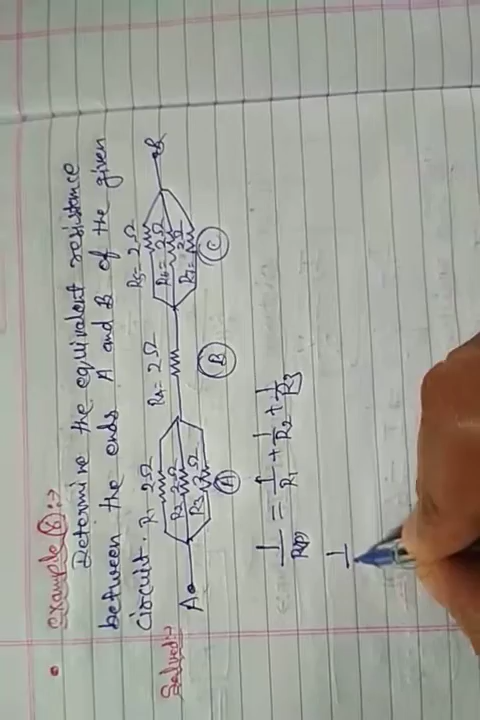 • Example (6):-
Determine the equivalent resistance
between the ends A and B of the given
circuit.
Solved:-
R1 = 2Ω R4 = 2Ω R5 = 2Ω
R2 = 2Ω R6 = 2Ω
R3 = 2Ω R7 = 2Ω
A B
(A) (B) (C)
1/Rp = 1/R1 + 1/R2 + 1/R3
1